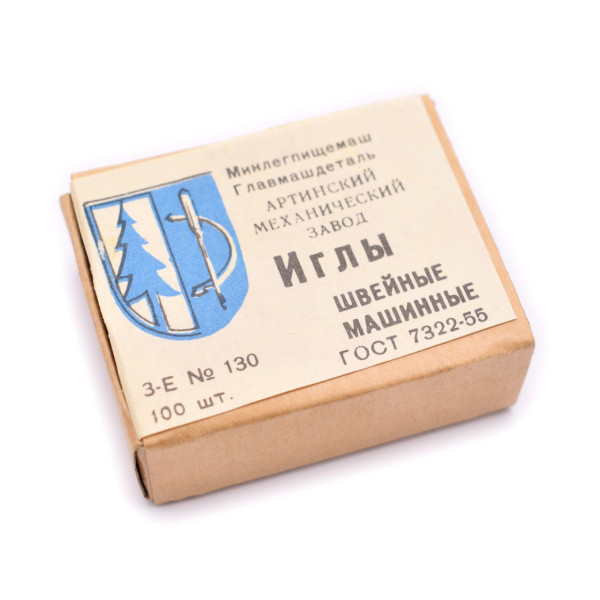 Минлегпищемаш
Главмашдеталь
АРТИНСКИЙ
МЕХАНИЧЕСКИЙ
ЗАВОД
Иглы
ШВЕЙНЫЕ
МАШИННЫЕ
ГОСТ 7322-55
3-Е № 130
100 шт.